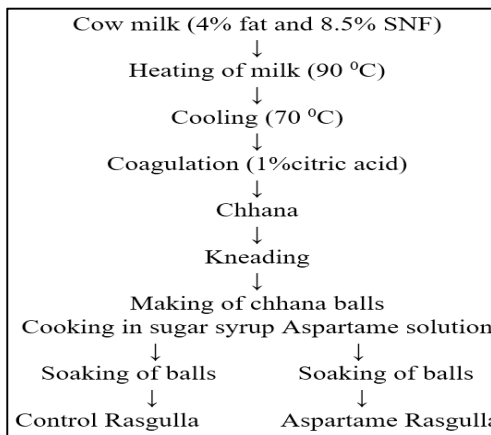 Cow milk (4% fat and 8.5% SNF)
↓
Heating of milk (90 ⁰C)
↓
Cooling (70 ⁰C)
↓
Coagulation (1%citric acid)
↓
Chhana
↓
Kneading
↓
Making of chhana balls
Cooking in sugar syrup Aspartame solution
↓ ↓
Soaking of balls Soaking of balls
↓ ↓
Control Rasgulla Aspartame Rasgulla